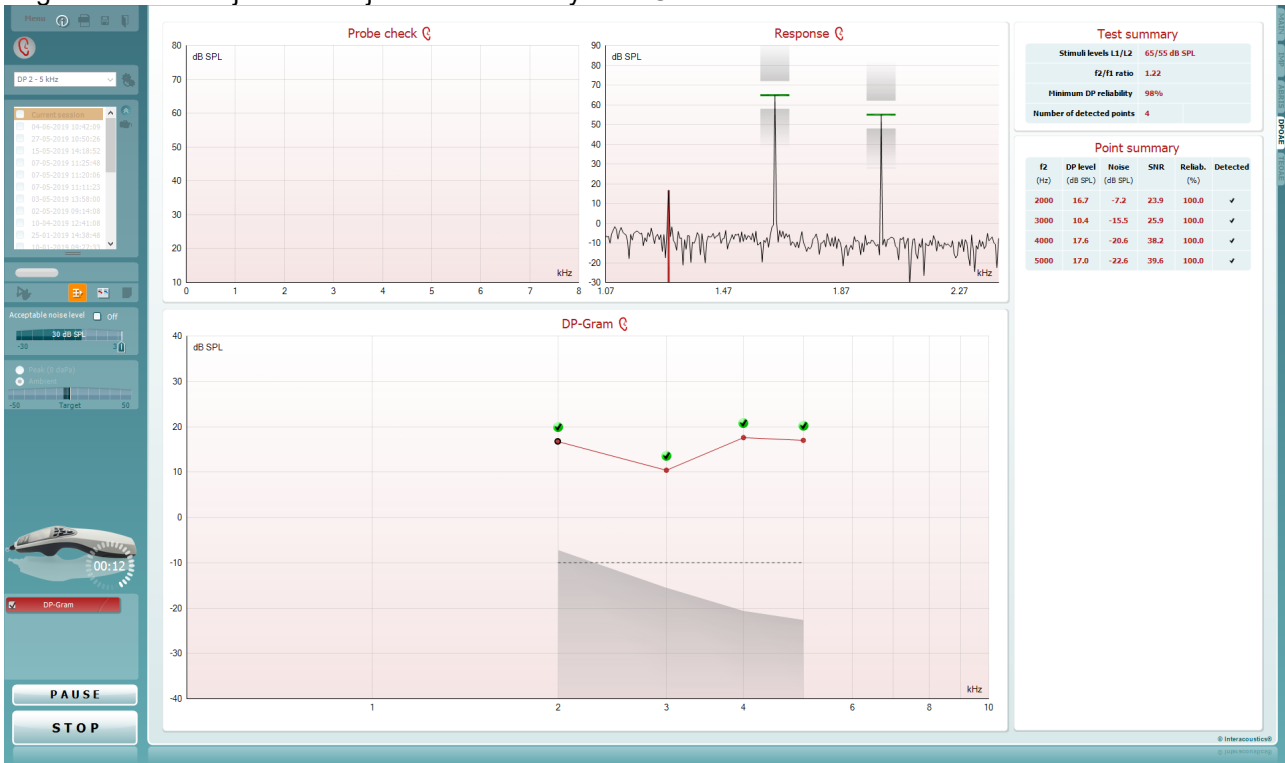 Menu
DP 2 - 5 kHz
Current session
04-06-2019 10:42:09
27-05-2019 10:50:26
15-05-2019 14:18:52
07-05-2019 11:25:48
07-05-2019 11:20:06
07-05-2019 11:11:23
03-05-2019 13:58:00
02-05-2019 09:14:08
10-04-2019 12:41:08
25-01-2019 14:38:48
Acceptable noise level Off
30 dB SPL
-30
Peak (0 daPa)
Ambient
-50 Target 50
00:12
DP-Gram
PAUSE
STOP
Probe check
dB SPL
80
70
60
50
40
30
20
10
kHz
0 1 2 3 4 5 6 7 8
Response
dB SPL
90
80
70
60
50
40
30
20
10
0
-10
-20
-30
kHz
1.07 1.47 1.87 2.27
DP-Gram
dB SPL
40
30
20
10
0
-10
-20
-30
-40
kHz
1 2 3 4 6 8 10
Test summary
Stimuli levels L1/L2 65/55 dB SPL
f2/f1 ratio 1.22
Minimum DP reliability 98%
Number of detected points 4
Point summary
f2 DP level Noise SNR Reliab. Detected
(Hz) (dB SPL) (dB SPL) (%)
2000 16.7 -7.2 23.9 100.0
3000 10.4 -15.5 25.9 100.0
4000 17.6 -20.6 38.2 100.0
5000 17.0 -22.6 39.6 100.0
MAIN
IMP
ABRIS
DPOAE
TEOAE
© Interacoustics®